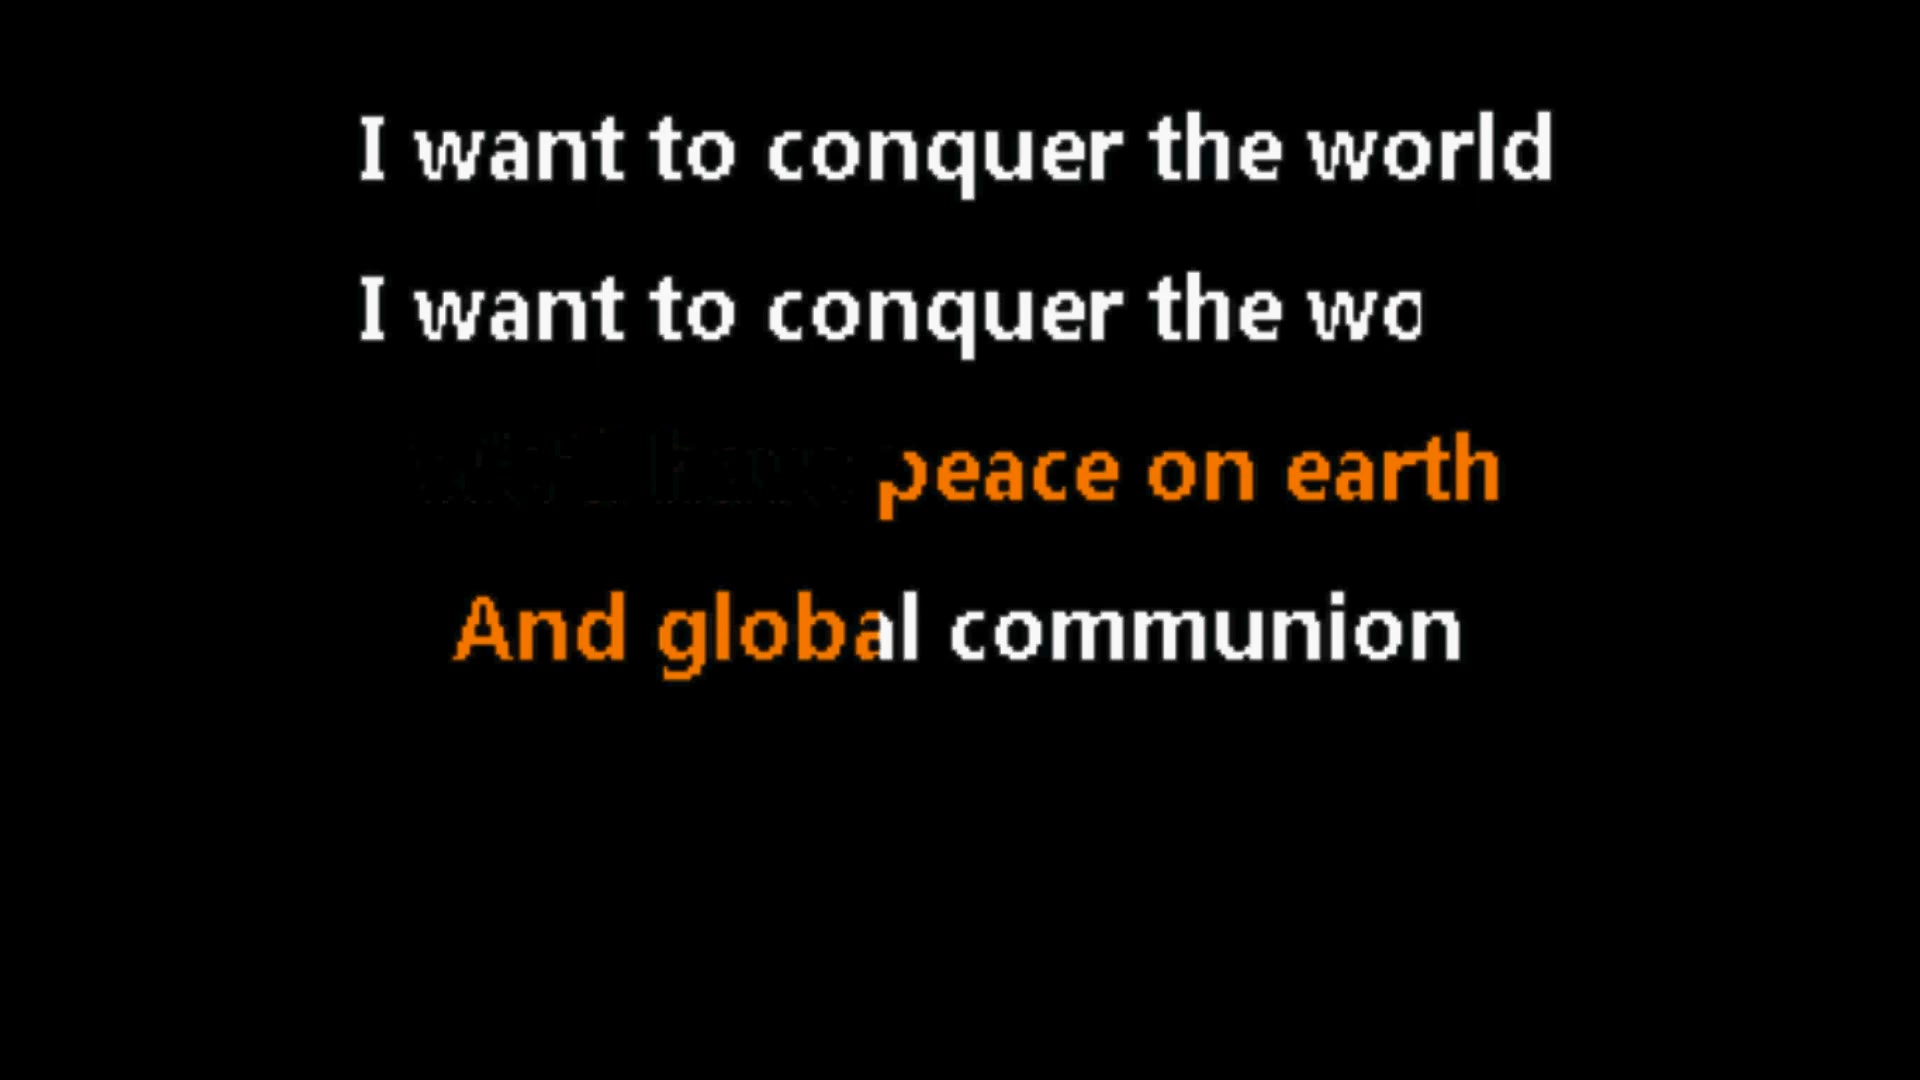 I want to conquer the world
I want to conquer the wo
peace on earth
And global communion